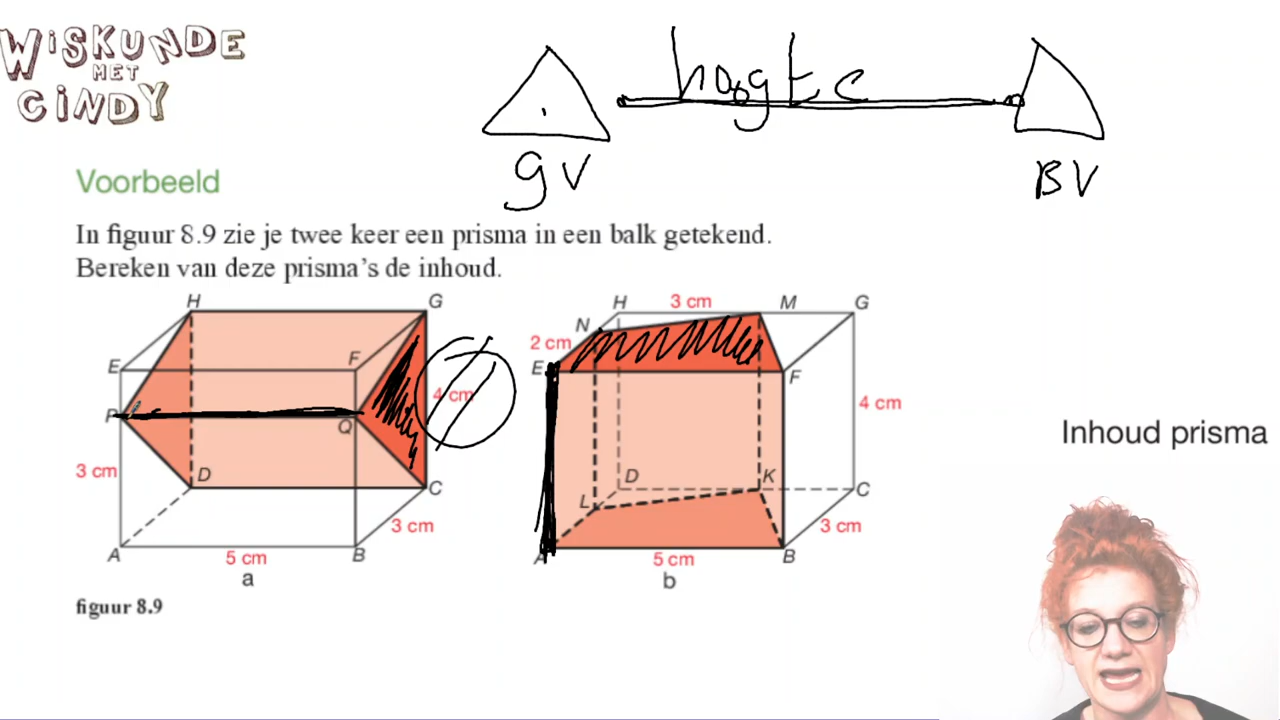 WiSKUNDE
MET
CiNDY
hoogte
gv
BV
Voorbeeld
In figuur 8.9 zie je twee keer een prisma in een balk getekend.
Bereken van deze prisma's de inhoud.
H
G
E
F
4 cm
P
Q
3 cm
D
C
3 cm
A
5 cm
B
a
H
3 cm
M
G
N
2 cm
E
F
4 cm
D
K
L
C
3 cm
A
5 cm
B
b
figuur 8.9
Inhoud prisma